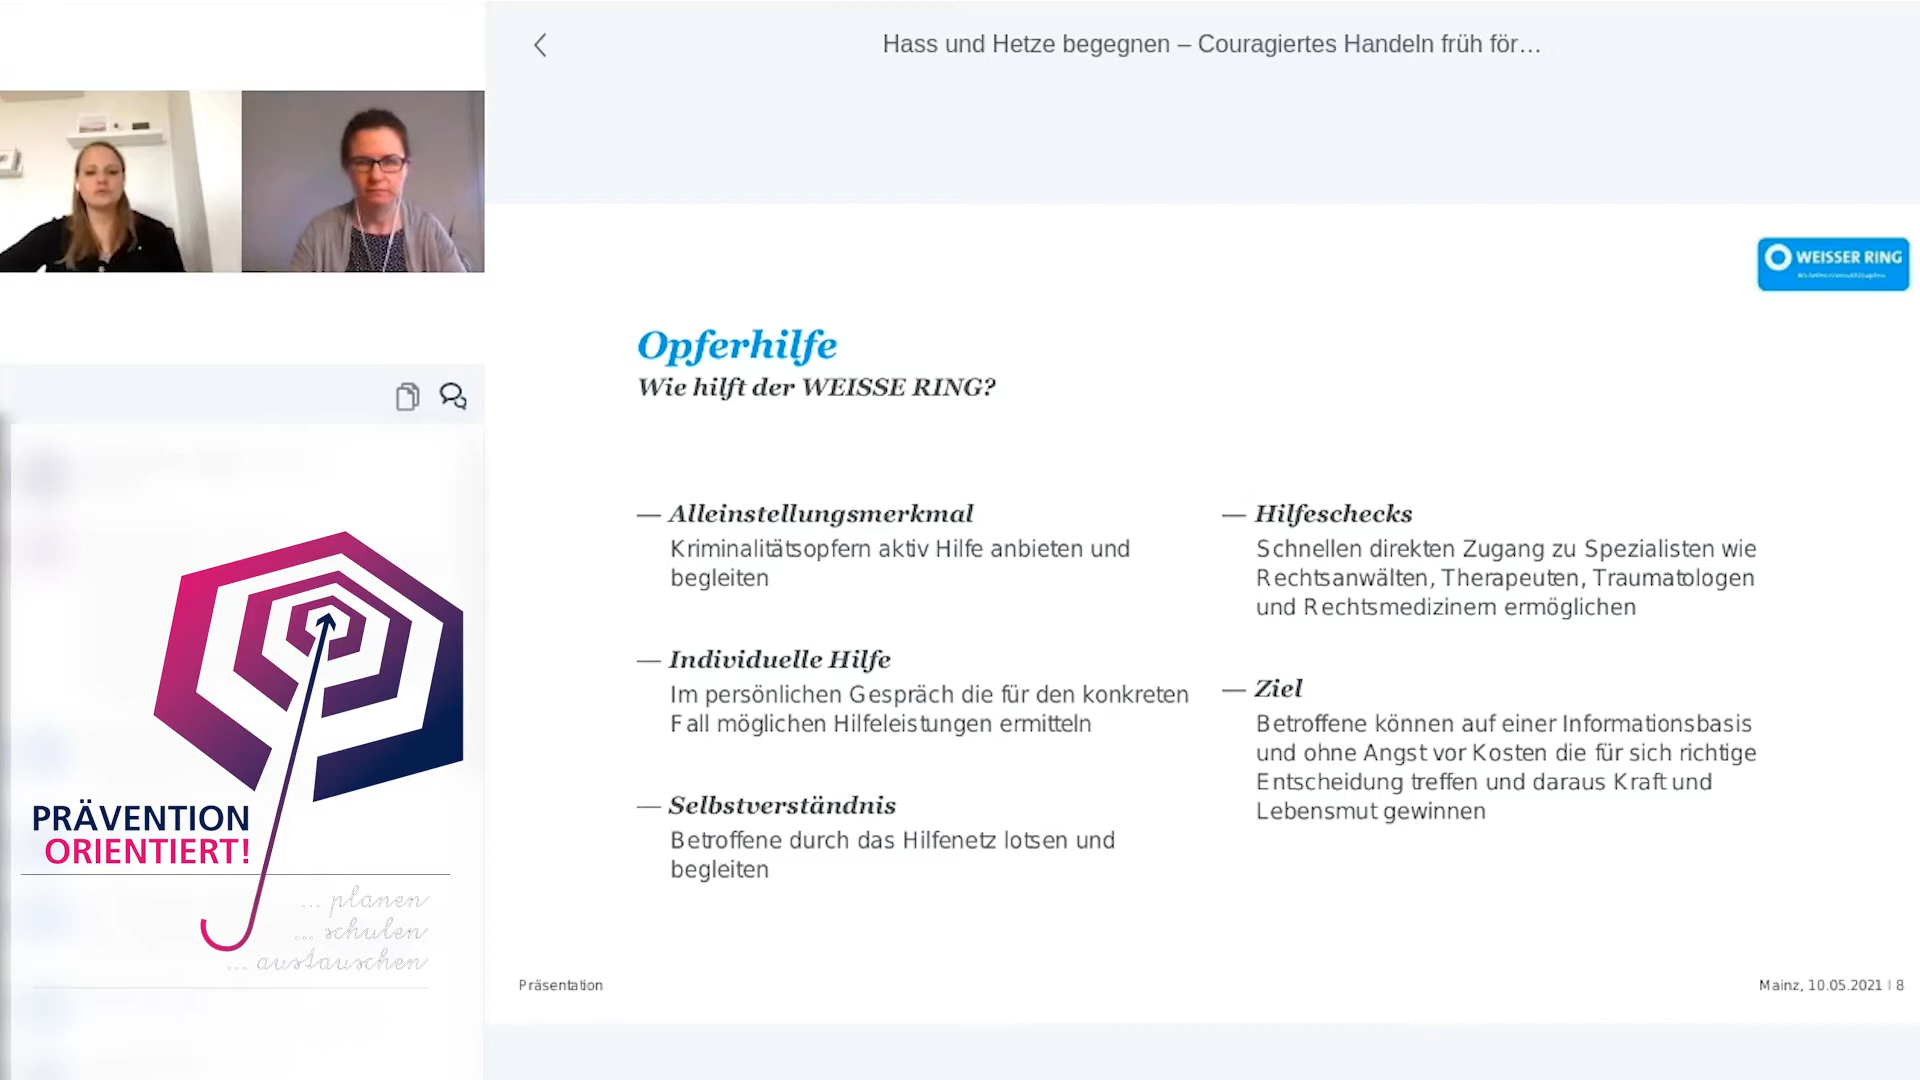 Hass und Hetze begegnen – Couragiertes Handeln früh för…
WEISSER RING
Opferhilfe
Wie hilft der WEISSE RING?
— Alleinstellungsmerkmal
Kriminalitätsopfern aktiv Hilfe anbieten und
begleiten
— Individuelle Hilfe
Im persönlichen Gespräch die für den konkreten
Fall möglichen Hilfeleistungen ermitteln
— Selbstverständnis
Betroffene durch das Hilfenetz lotsen und
begleiten
— Hilfeschecks
Schnellen direkten Zugang zu Spezialisten wie
Rechtsanwälten, Therapeuten, Traumatologen
und Rechtsmedizinern ermöglichen
— Ziel
Betroffene können auf einer Informationsbasis
und ohne Angst vor Kosten die für sich richtige
Entscheidung treffen und daraus Kraft und
Lebensmut gewinnen
Präsentation
Mainz, 10.05.2021 | 8
PRÄVENTION
ORIENTIERT!
... planen
... schulen
... austauschen